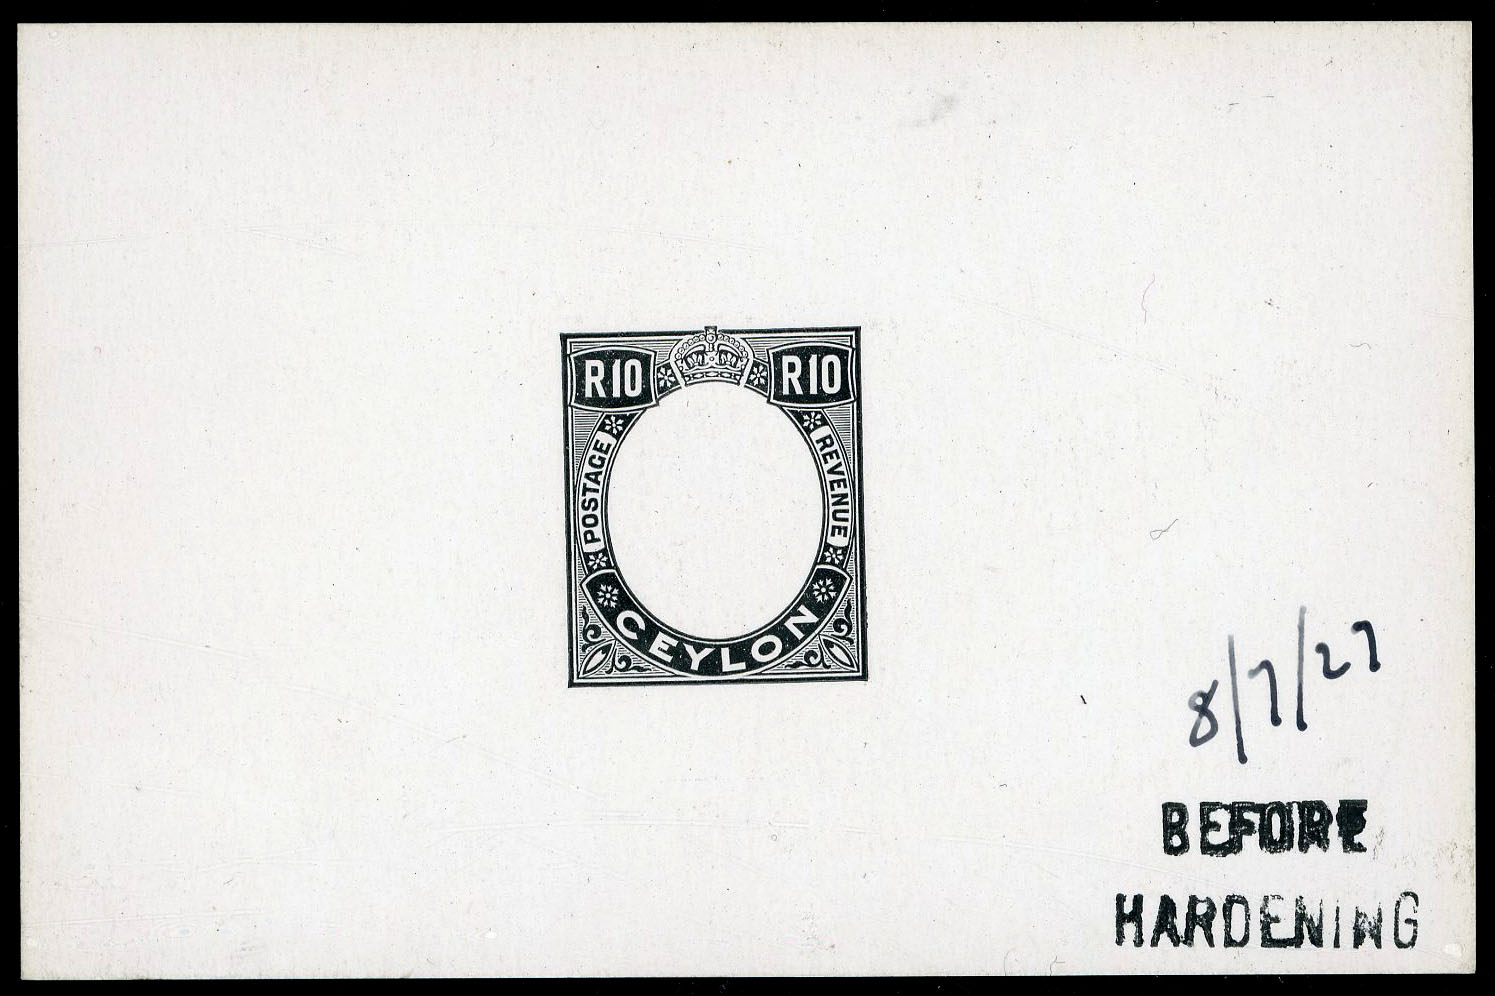 R10 R10
POSTAGE
REVENUE
CEYLON
8/7/27
BEFORE
HARDENING